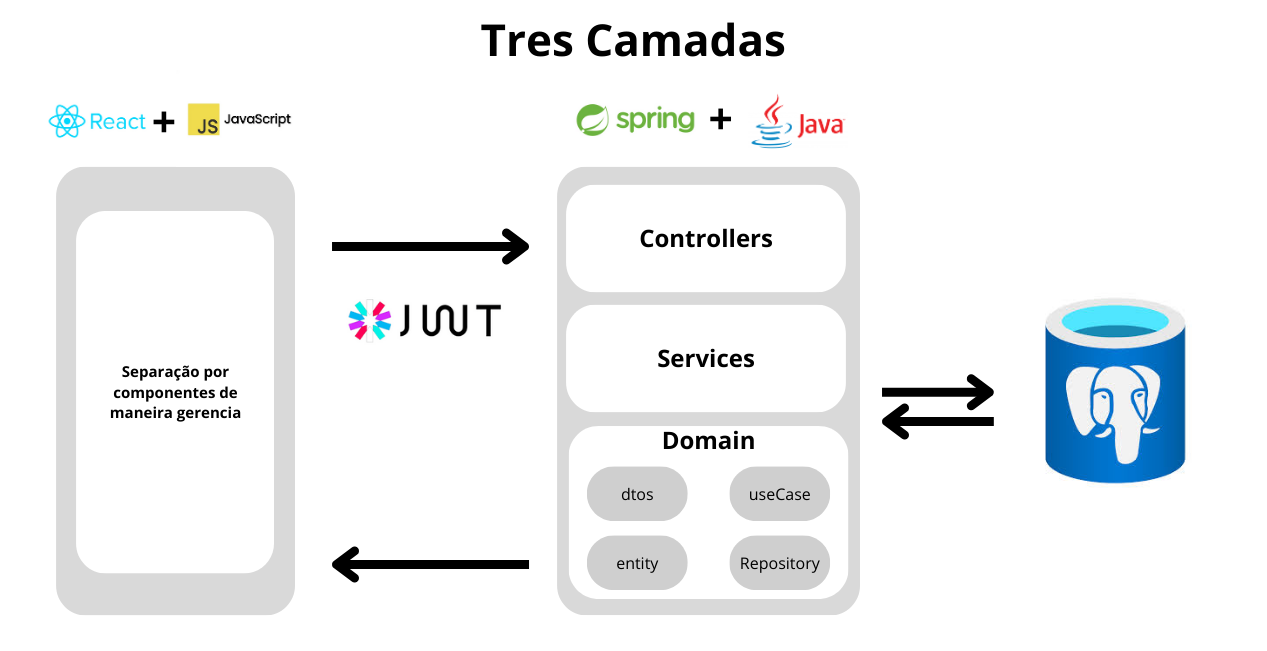 Tres Camadas
React + JS JavaScript
spring + Java
Separação por
componentes de
maneira gerencia
JWT
Controllers
Services
Domain
dtos
useCase
entity
Repository